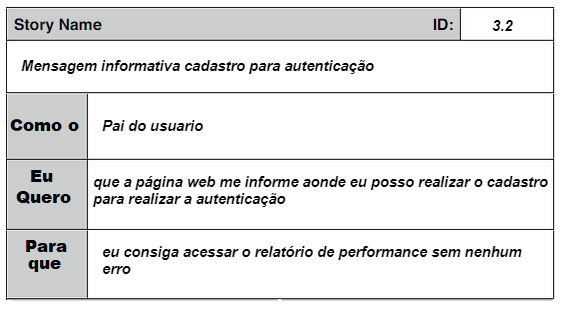 Story Name ID: 3.2
Mensagem informativa cadastro para autenticação
Como o Pai do usuario
Eu Quero
que a página web me informe aonde eu posso realizar o cadastro
para realizar a autenticação
Para que
eu consiga acessar o relatório de performance sem nenhum
erro